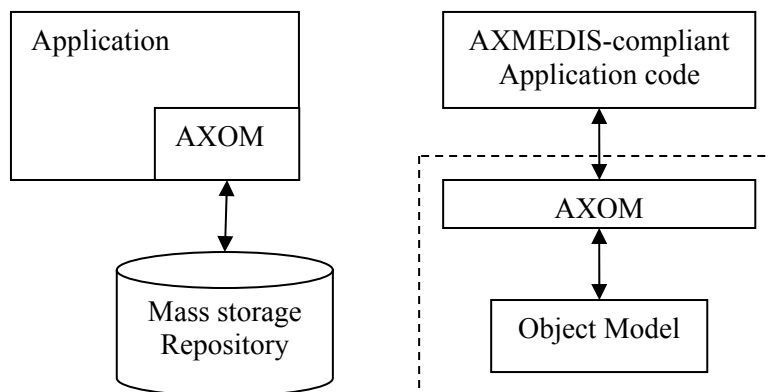 Application
AXOM
Mass storage
Repository
AXMEDIS-compliant
Application code
AXOM
Object Model